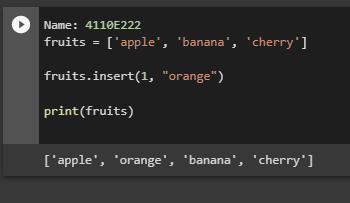 Name: 4110E222
fruits = ['apple', 'banana', 'cherry']
fruits.insert(1, "orange")
print(fruits)
['apple', 'orange', 'banana', 'cherry']